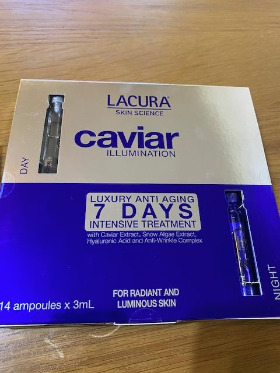 LACURA
SKIN SCIENCE
caviar
ILLUMINATION
DAY
LUXURY ANTI AGING
7 DAYS
INTENSIVE TREATMENT
with Caviar Extract, Snow Algae Extract,
Hyaluronic Acid and Anti-Wrinkle Complex
NIGHT
14 ampoules x 3mL
FOR RADIANT AND
LUMINOUS SKIN